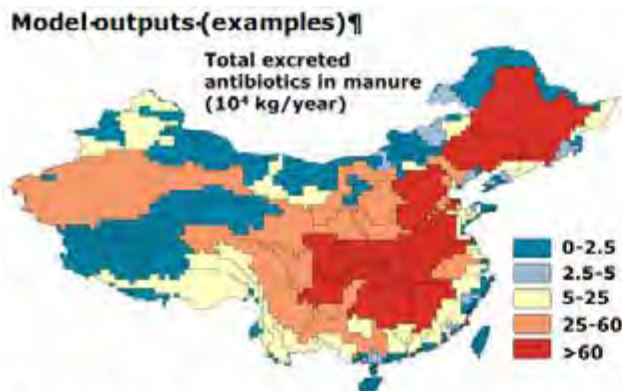 Model·outputs·(examples)¶
Total excreted
antibiotics in manure
(10⁴ kg/year)
0-2.5
2.5-5
5-25
25-60
>60